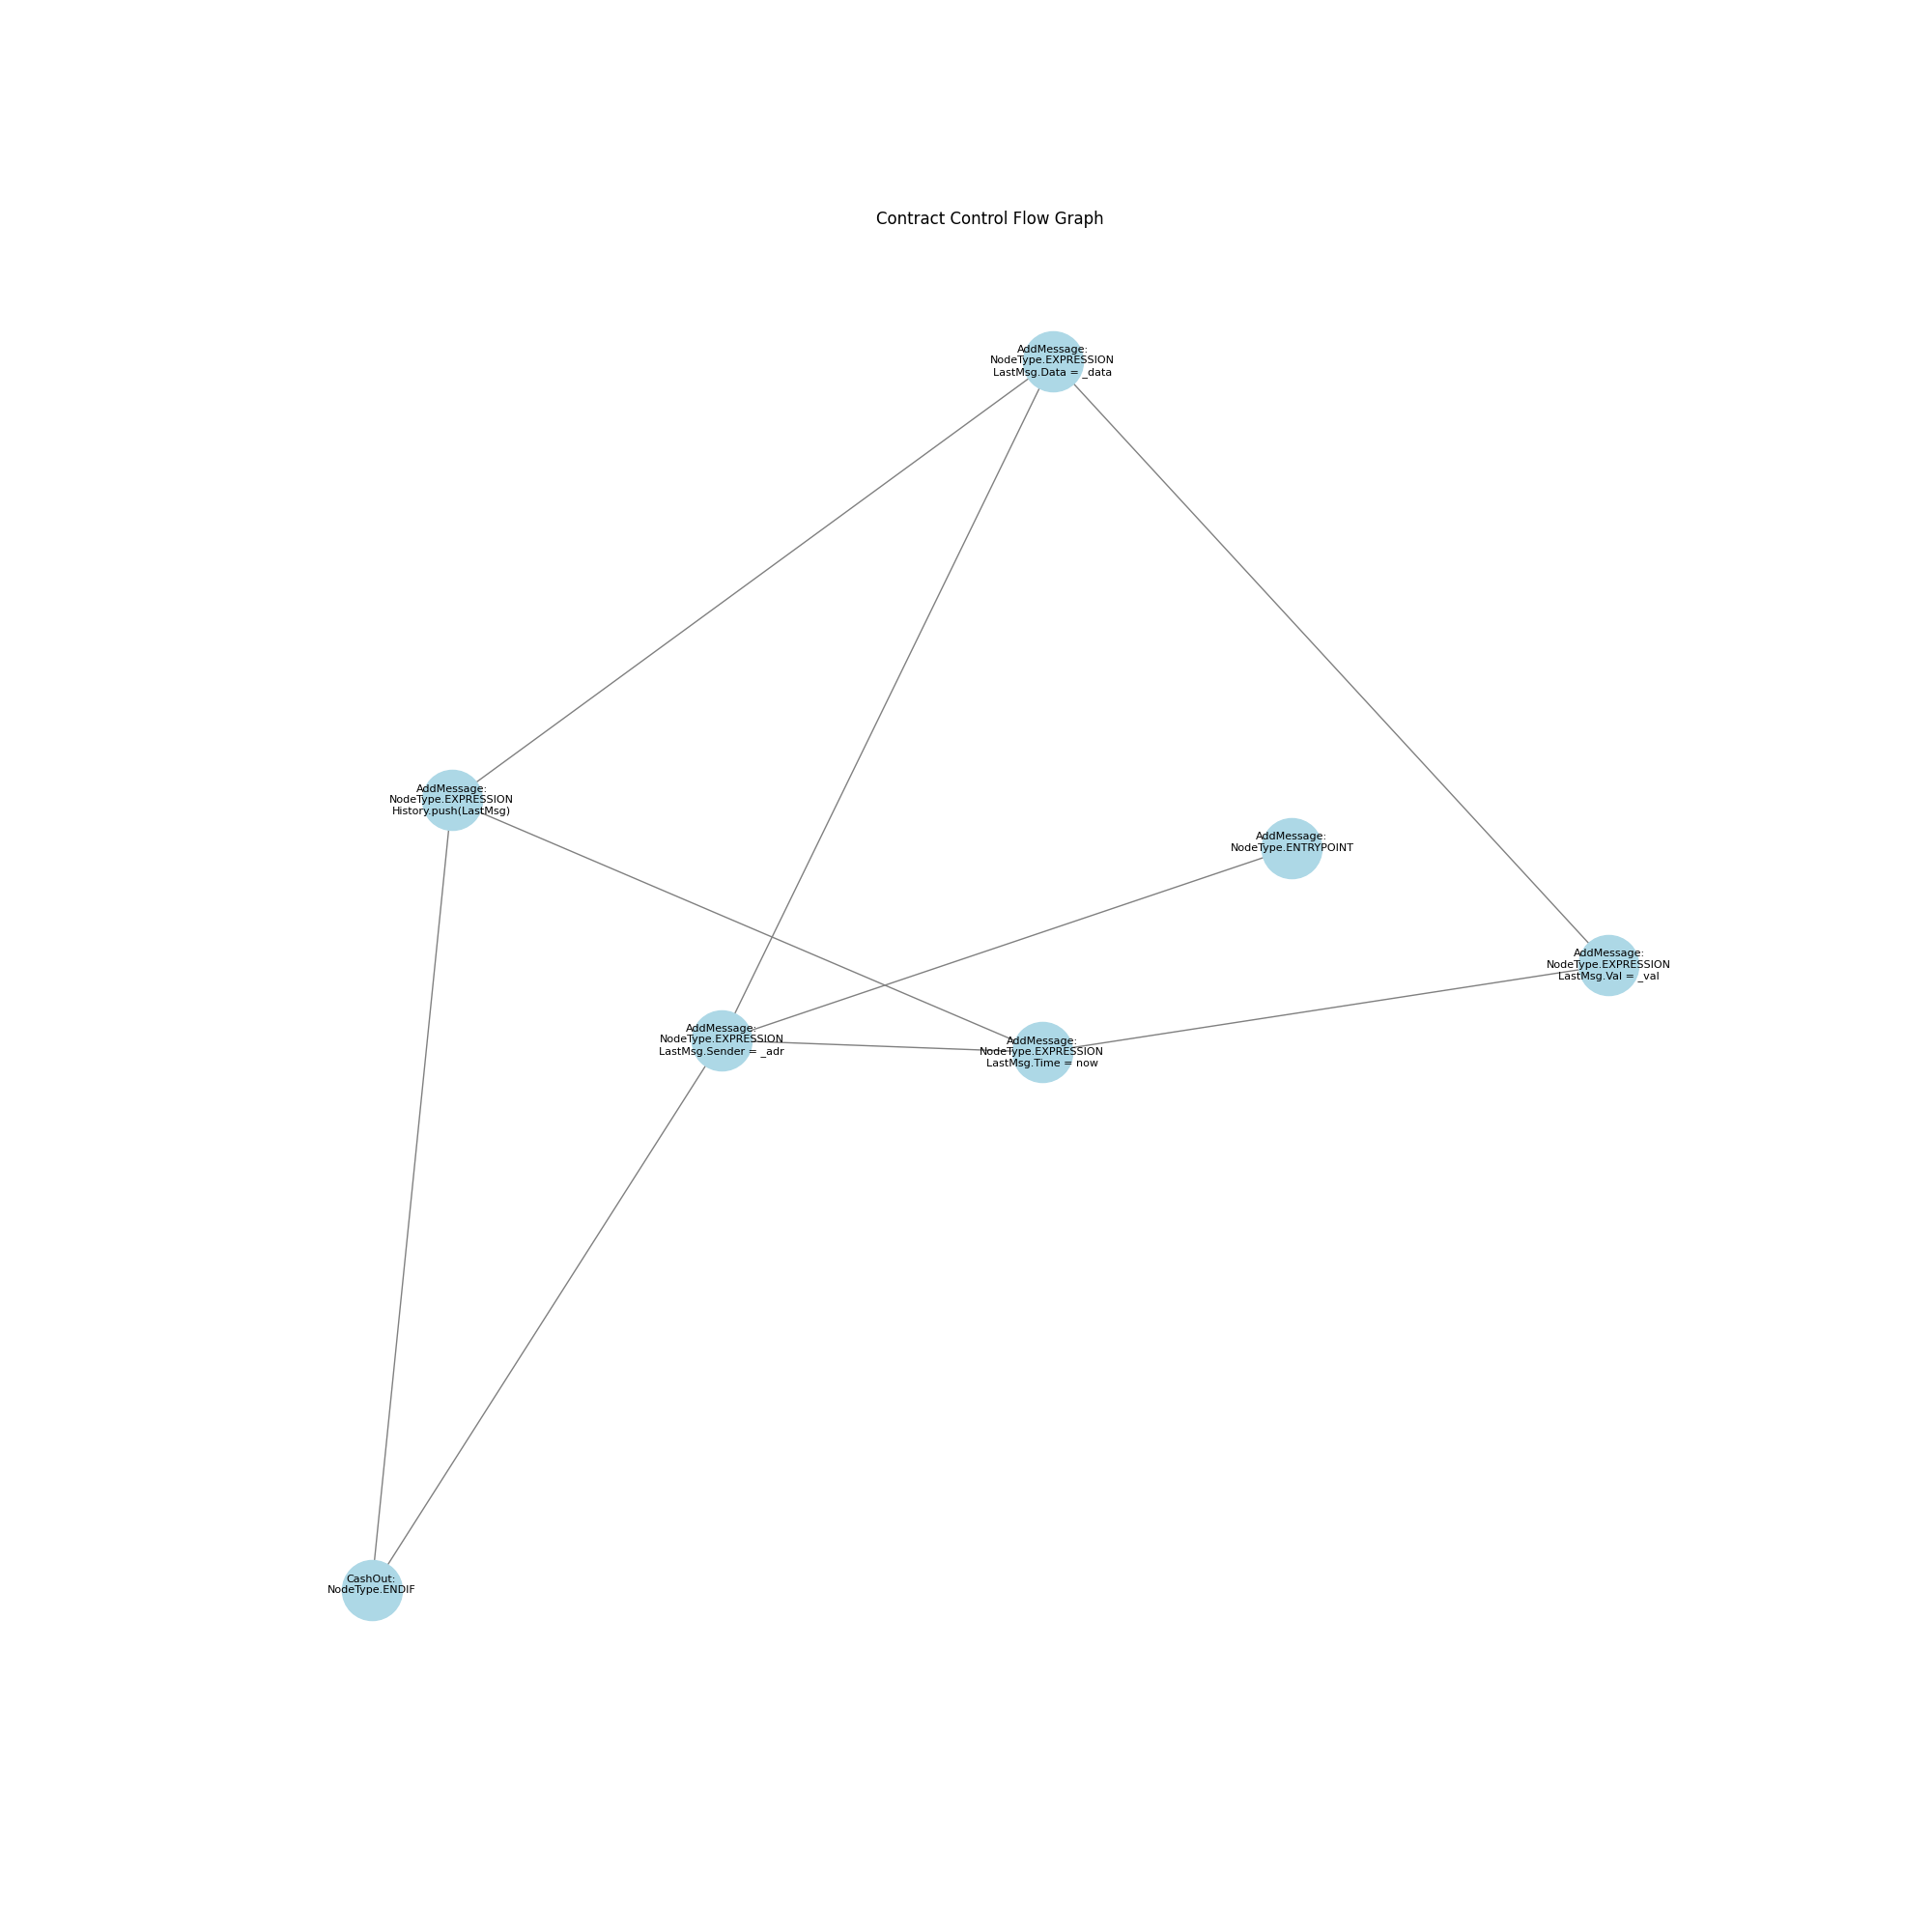 Contract Control Flow Graph
AddMessage:
NodeType.EXPRESSION
LastMsg.Data = _data
AddMessage:
NodeType.EXPRESSION
History.push(LastMsg)
AddMessage:
NodeType.ENTRYPOINT
AddMessage:
NodeType.EXPRESSION
LastMsg.Val = _val
AddMessage:
NodeType.EXPRESSION
LastMsg.Sender = _adr
AddMessage:
NodeType.EXPRESSION
LastMsg.Time = now
CashOut:
NodeType.ENDIF